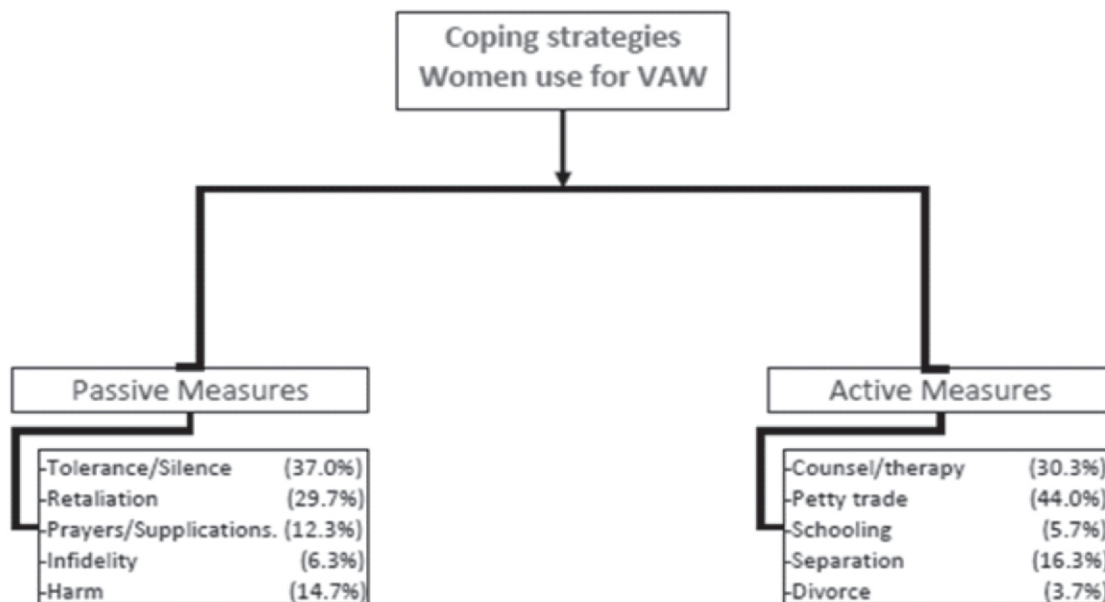 Coping strategies
Women use for VAW
Passive Measures
-Tolerance/Silence (37.0%)
-Retaliation (29.7%)
-Prayers/Supplications. (12.3%)
-Infidelity (6.3%)
-Harm (14.7%)
Active Measures
-Counsel/therapy (30.3%)
-Petty trade (44.0%)
-Schooling (5.7%)
-Separation (16.3%)
-Divorce (3.7%)